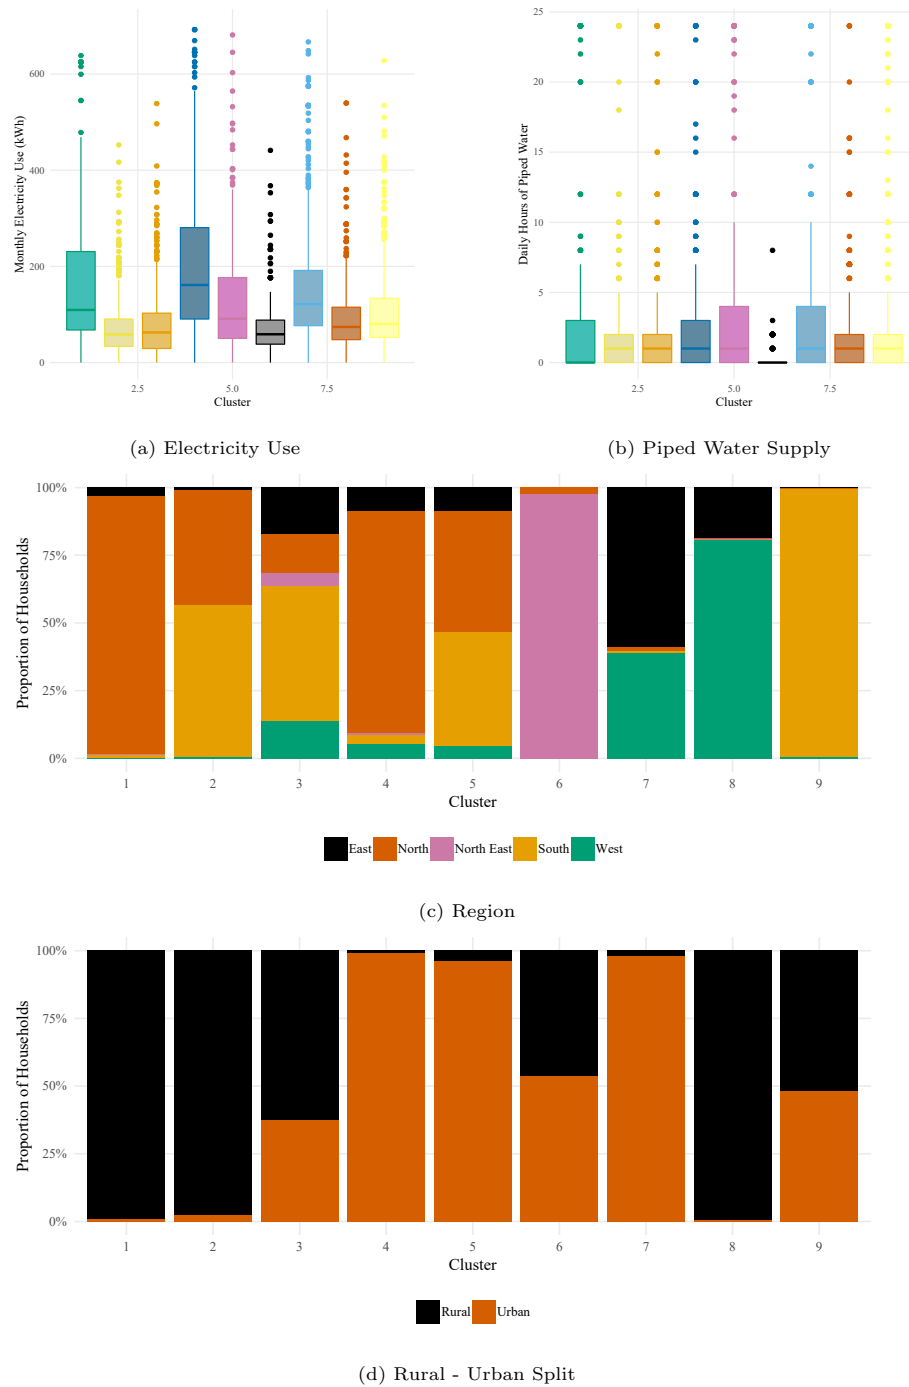 Monthly Electricity Use (kWh)
600
400
200
0
2.5
5.0
7.5
Cluster
(a) Electricity Use
Daily Hours of Piped Water
25
20
15
10
5
0
2.5
5.0
7.5
Cluster
(b) Piped Water Supply
Proportion of Households
100%
75%
50%
25%
0%
1 2 3 4 5 6 7 8 9
Cluster
East North North East South West
(c) Region
Proportion of Households
100%
75%
50%
25%
0%
1 2 3 4 5 6 7 8 9
Cluster
Rural Urban
(d) Rural - Urban Split